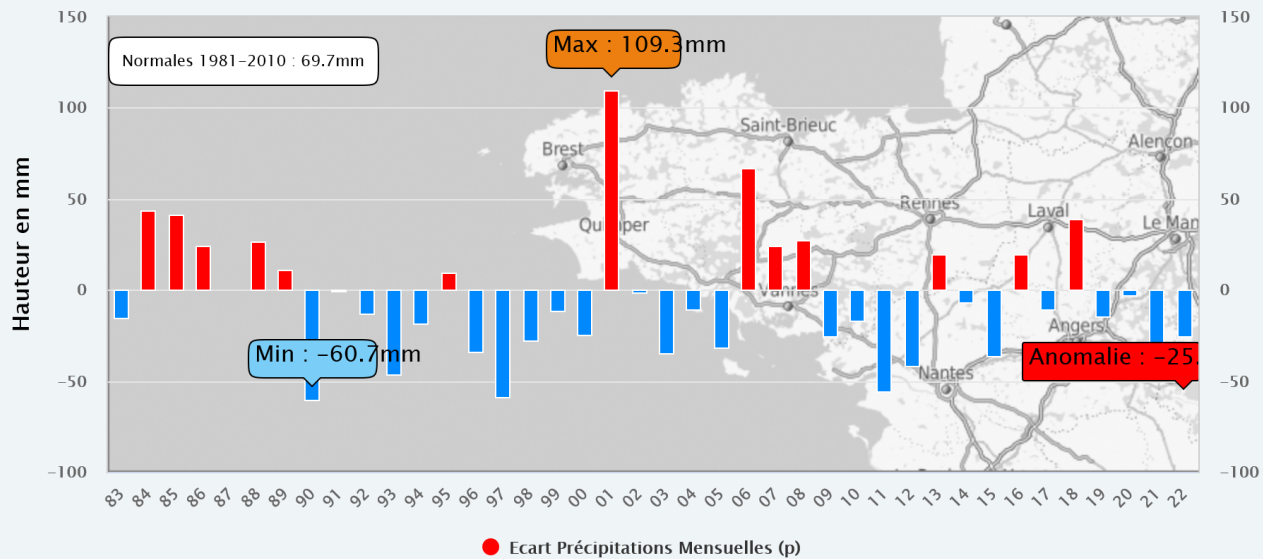 150
150
Max : 109.3mm
Normales 1981-2010 : 69.7mm
100
100
Saint-Brieuc
Alençon
Brest
50
50
Rennes
Laval
Quimper
Le Man
Hauteur en mm
0
0
Vannes
Angers
Min : -60.7mm
Anomalie : -25.
Nantes
-50
-50
-100
-100
83 84 85 86 87 88 89 90 91 92 93 94 95 96 97 98 99 00 01 02 03 04 05 06 07 08 09 10 11 12 13 14 15 16 17 18 19 20 21 22
Ecart Précipitations Mensuelles (p)